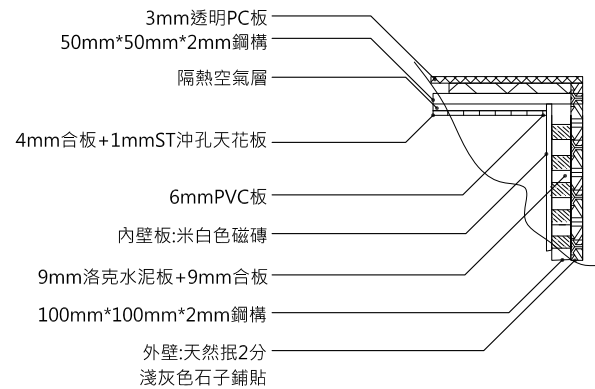 3mm透明PC板
50mm*50mm*2mm鋼構
隔熱空氣層
4mm合板+1mmST沖孔天花板
6mmPVC板
內壁板:米白色磁磚
9mm洛克水泥板+9mm合板
100mm*100mm*2mm鋼構
外壁:天然抿2分
淺灰色石子鋪貼